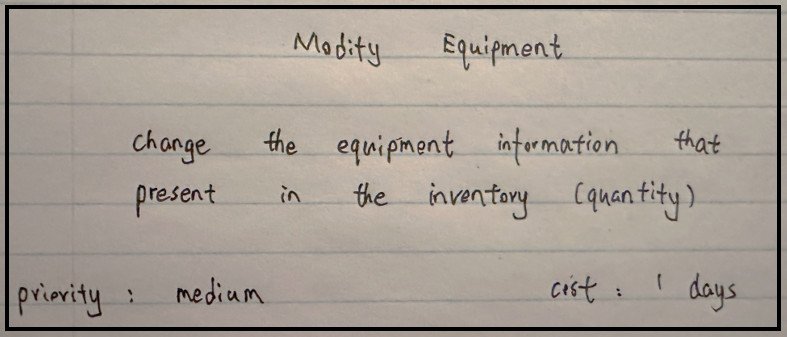 Modify Equipment
change the equipment information that
present in the inventory (quantity)
priority : medium cost : 1 days